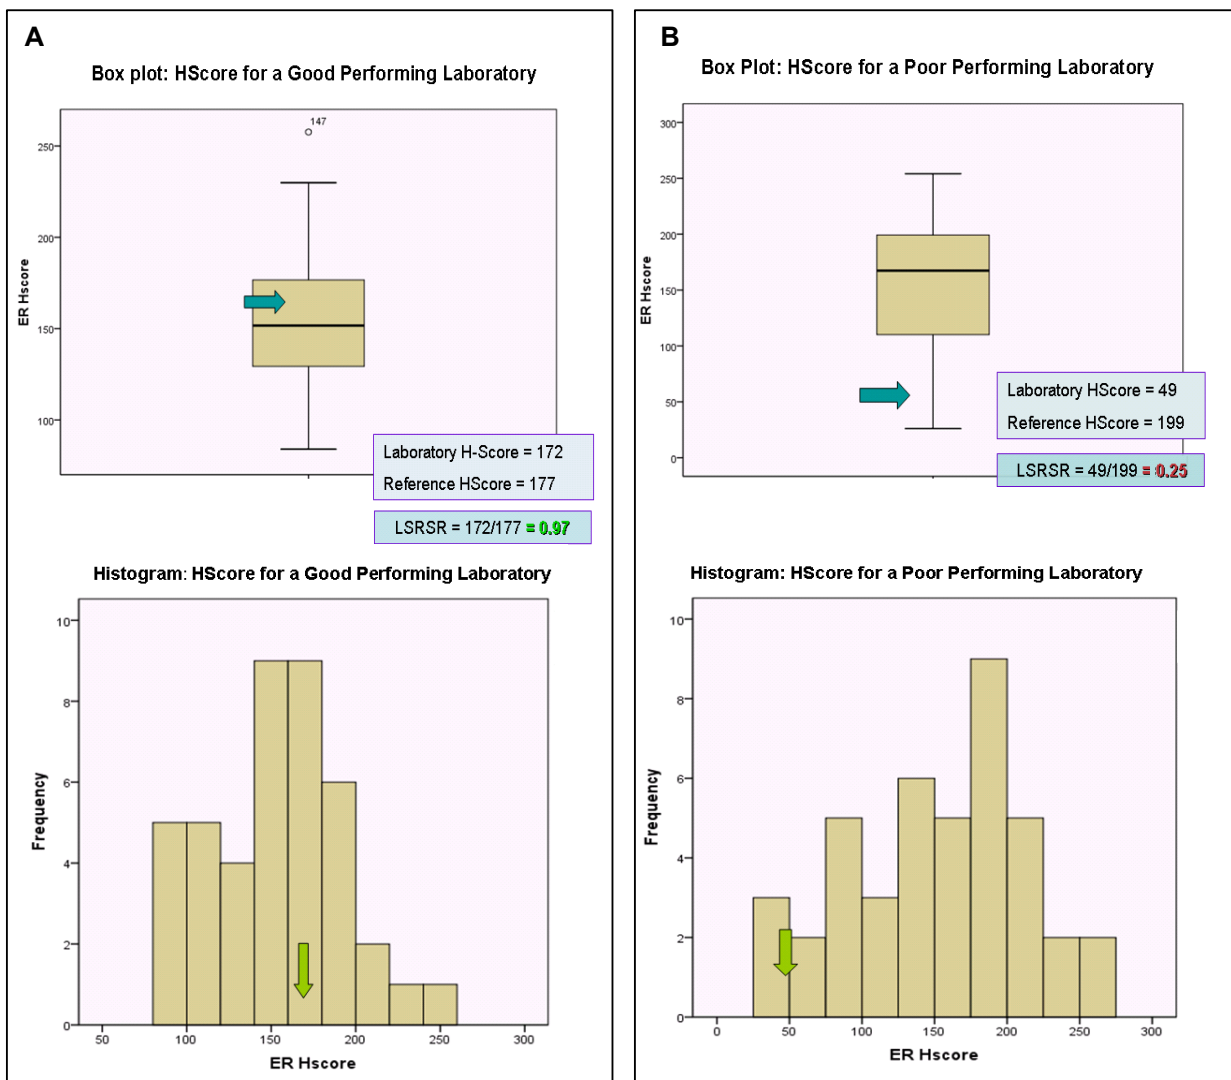 A
Box plot: HScore for a Good Performing Laboratory
147
250
200
150
100
ER Hscore
Laboratory H-Score = 172
Reference HScore = 177
LSRSR = 172/177 = 0.97
Histogram: HScore for a Good Performing Laboratory
10
8
6
4
2
0
Frequency
50 100 150 200 250 300
ER Hscore
B
Box Plot: HScore for a Poor Performing Laboratory
300
250
200
150
100
50
0
ER Hscore
Laboratory HScore = 49
Reference HScore = 199
LSRSR = 49/199 = 0.25
Histogram: HScore for a Poor Performing Laboratory
10
8
6
4
2
0
Frequency
0 50 100 150 200 250 300
ER Hscore